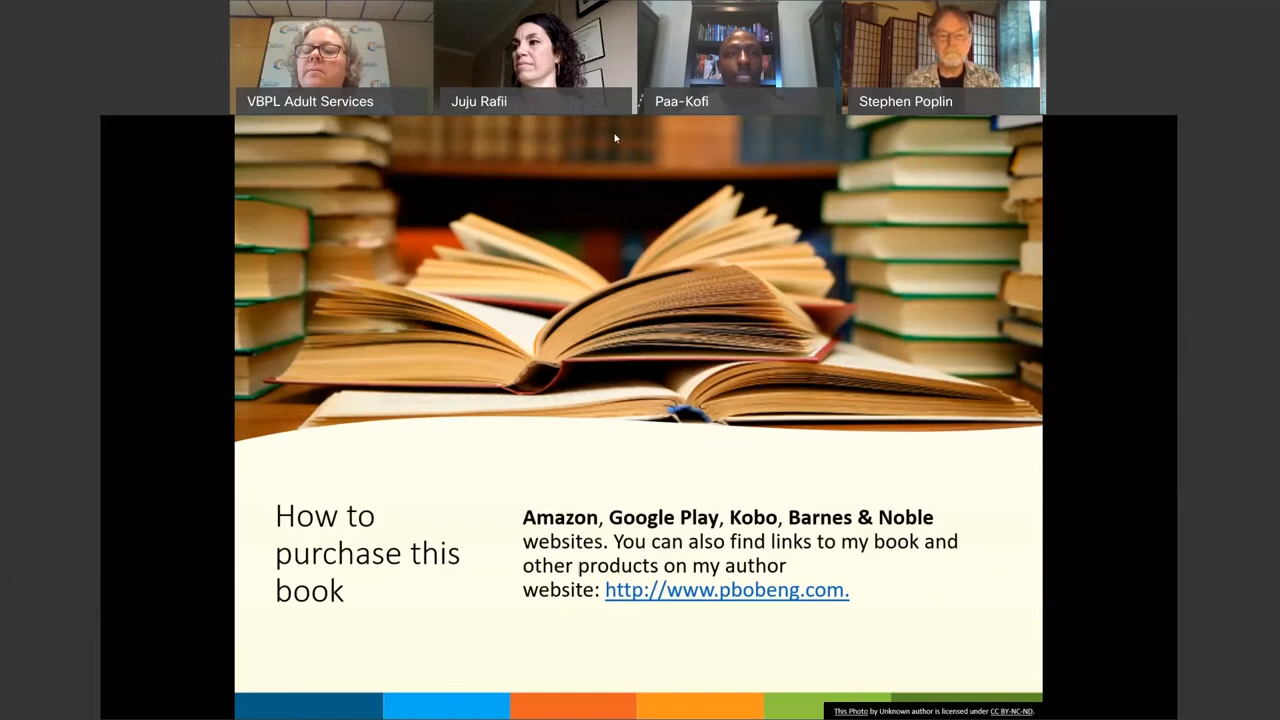 VBPL Adult Services
Juju Rafii
Paa-Kofi
Stephen Poplin
How to
purchase this
book
Amazon, Google Play, Kobo, Barnes & Noble
websites. You can also find links to my book and
other products on my author
website: http://www.pbobeng.com.
This Photo by Unknown author is licensed under CC BY-NC-ND.